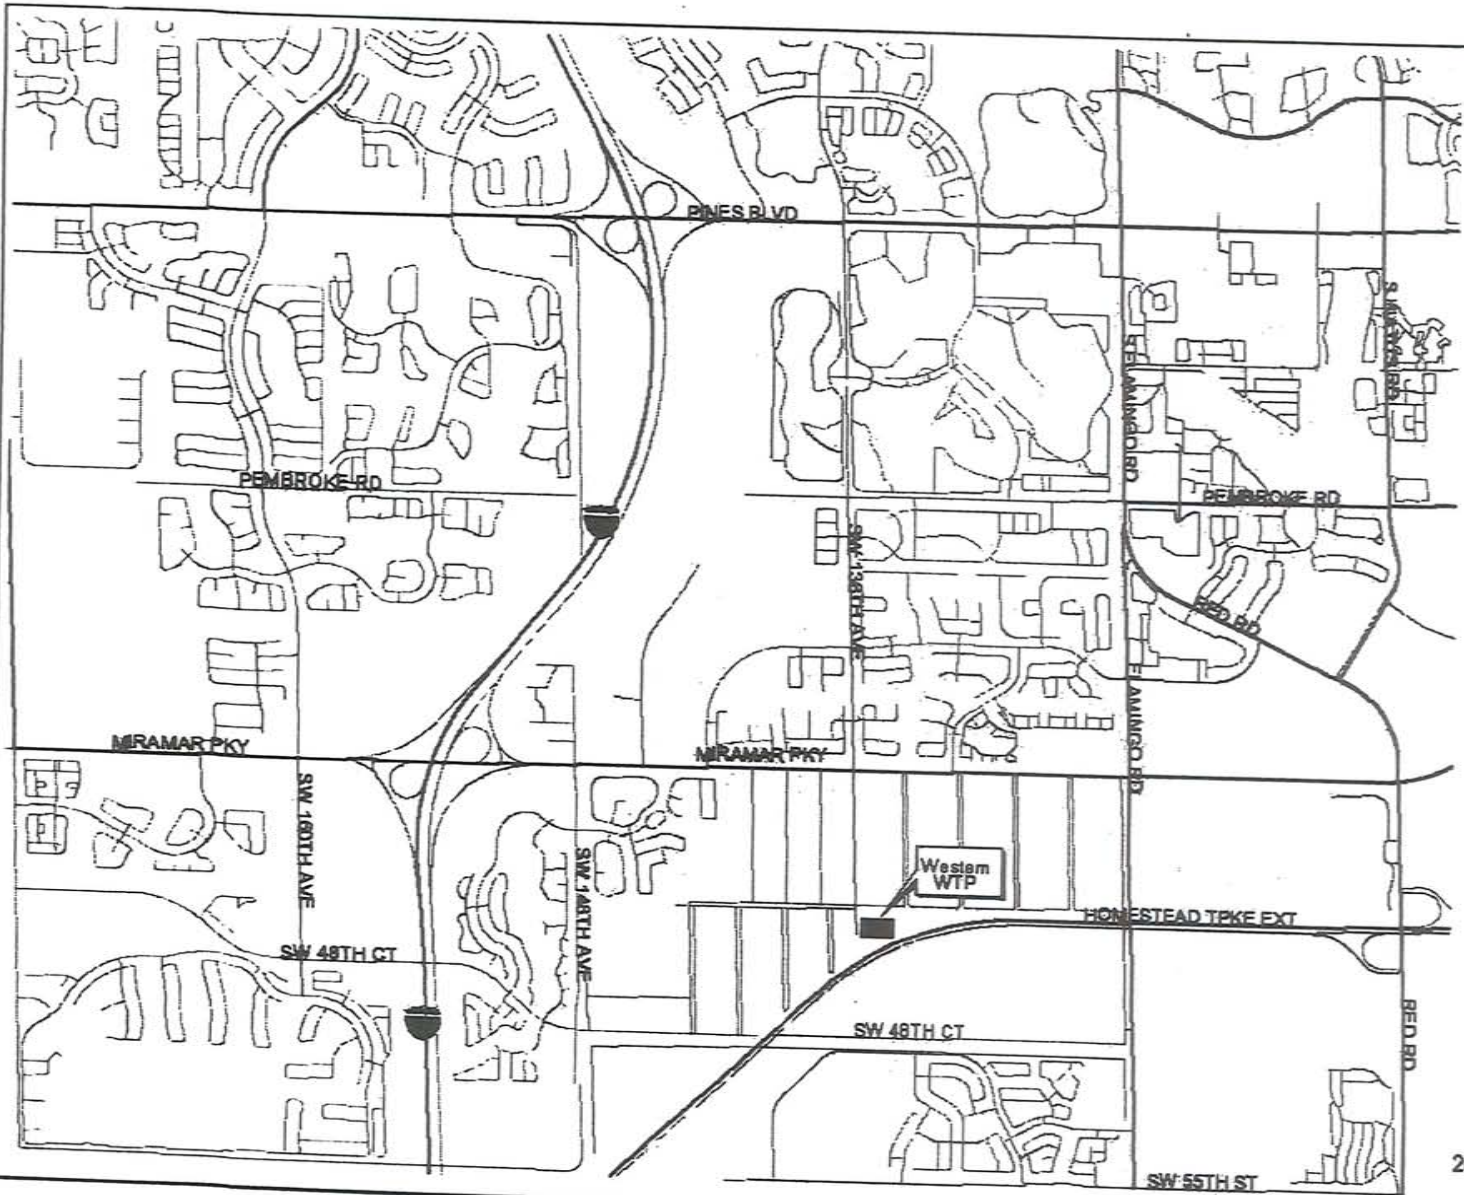 PINES BLVD
FLAMINGO RD
PEMBROKE RD
PEMBROKE RD
SW 136TH AVE
RED RD
FLAMINGO RD
MIRAMAR PKY
MIRAMAR PKY
SW 160TH AVE
SW 148TH AVE
Western
WTP
HOMESTEAD TPKE EXT
SW 48TH CT
SW 48TH CT
RED RD
SW 55TH ST
2